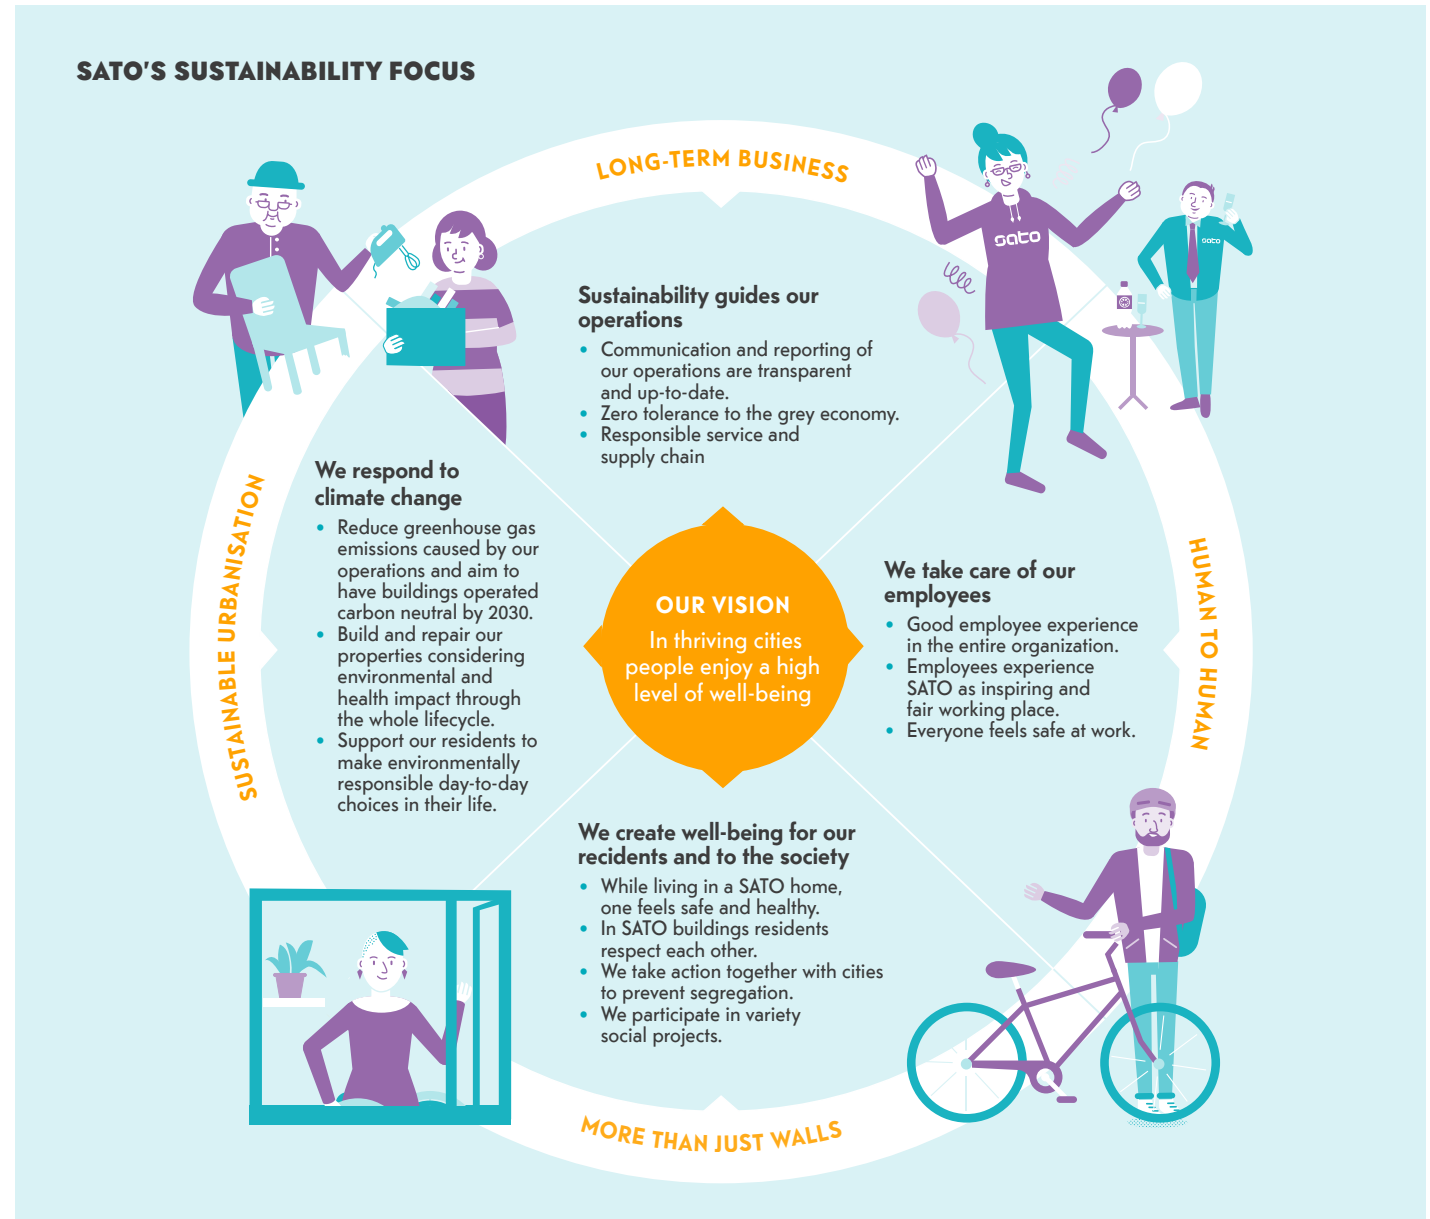 SATO'S SUSTAINABILITY FOCUS
LONG-TERM BUSINESS
sato
sato
Sustainability guides our
operations
• Communication and reporting of
our operations are transparent
and up-to-date.
• Zero tolerance to the grey economy.
• Responsible service and
supply chain
SUSTAINABLE URBANISATION
We respond to
climate change
• Reduce greenhouse gas
emissions caused by our
operations and aim to
have buildings operated
carbon neutral by 2030.
• Build and repair our
properties considering
environmental and
health impact through
the whole lifecycle.
• Support our residents to
make environmentally
responsible day-to-day
choices in their life.
OUR VISION
In thriving cities
people enjoy a high
level of well-being
HUMAN TO HUMAN
We take care of our
employees
• Good employee experience
in the entire organization.
• Employees experience
SATO as inspiring and
fair working place.
• Everyone feels safe at work.
We create well-being for our
recidents and to the society
• While living in a SATO home,
one feels safe and healthy.
• In SATO buildings residents
respect each other.
• We take action together with cities
to prevent segregation.
• We participate in variety
social projects.
MORE THAN JUST WALLS